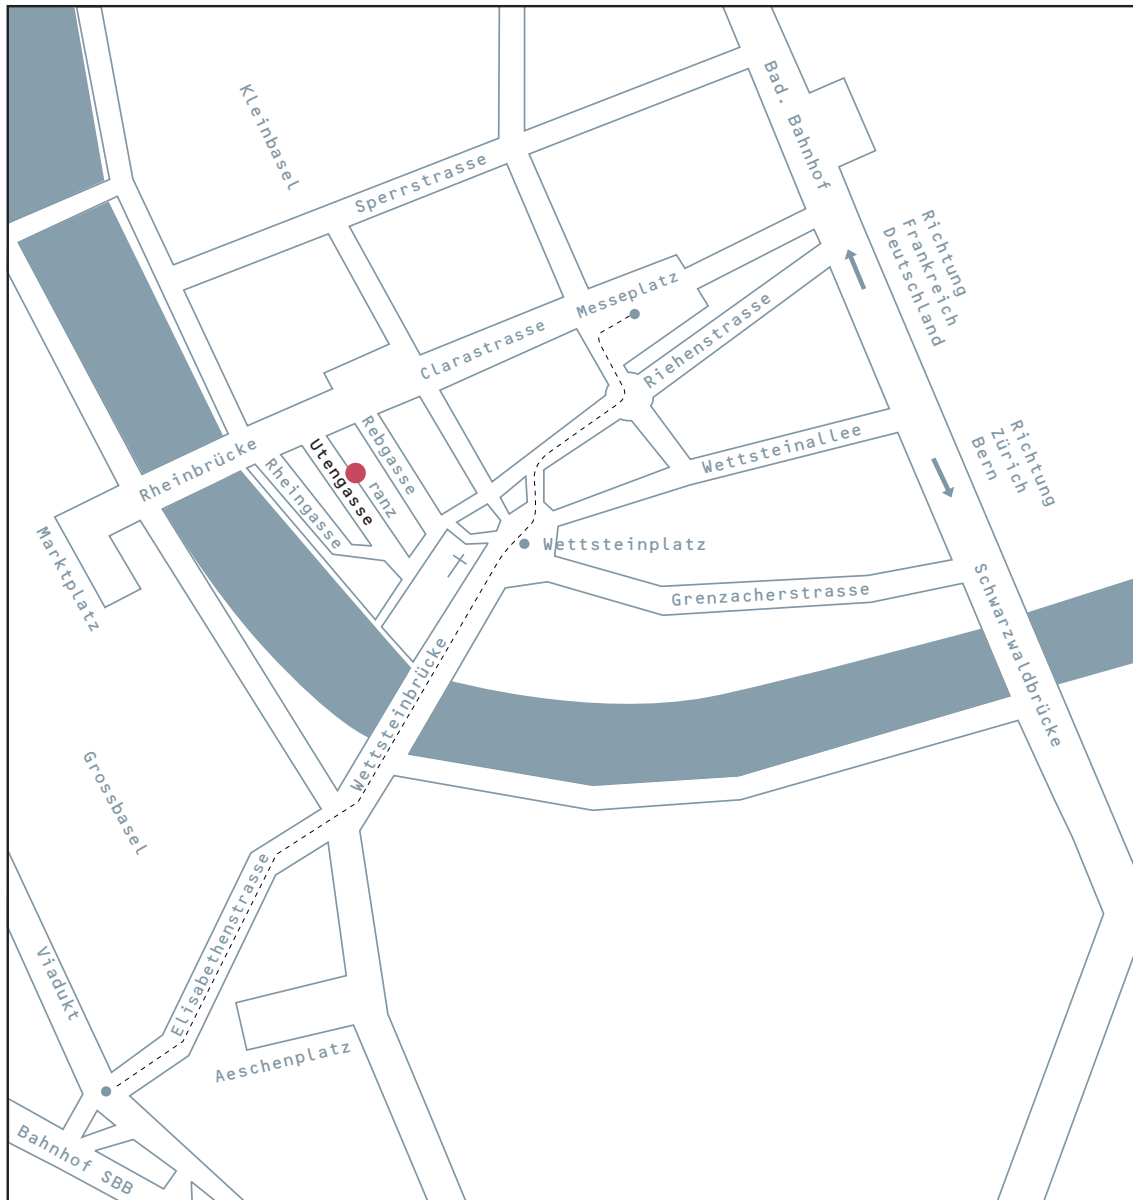 Kleinbasel
Sperrstrasse
Bad. Bahnhof
Richtung
Frankreich
Deutschland
Messeplatz
Clarastrasse
Riehenstrasse
Rheinbrücke
Utengasse
Rebgasse
ranz
Rheingasse
Wettsteinallee
Richtung
Zürich
Bern
Marktplatz
Wettsteinplatz
Grenzacherstrasse
Schwarzwaldbrücke
Wettsteinbrücke
Grossbasel
Elisabethenstrasse
Viadukt
Aeschenplatz
Bahnhof SBB